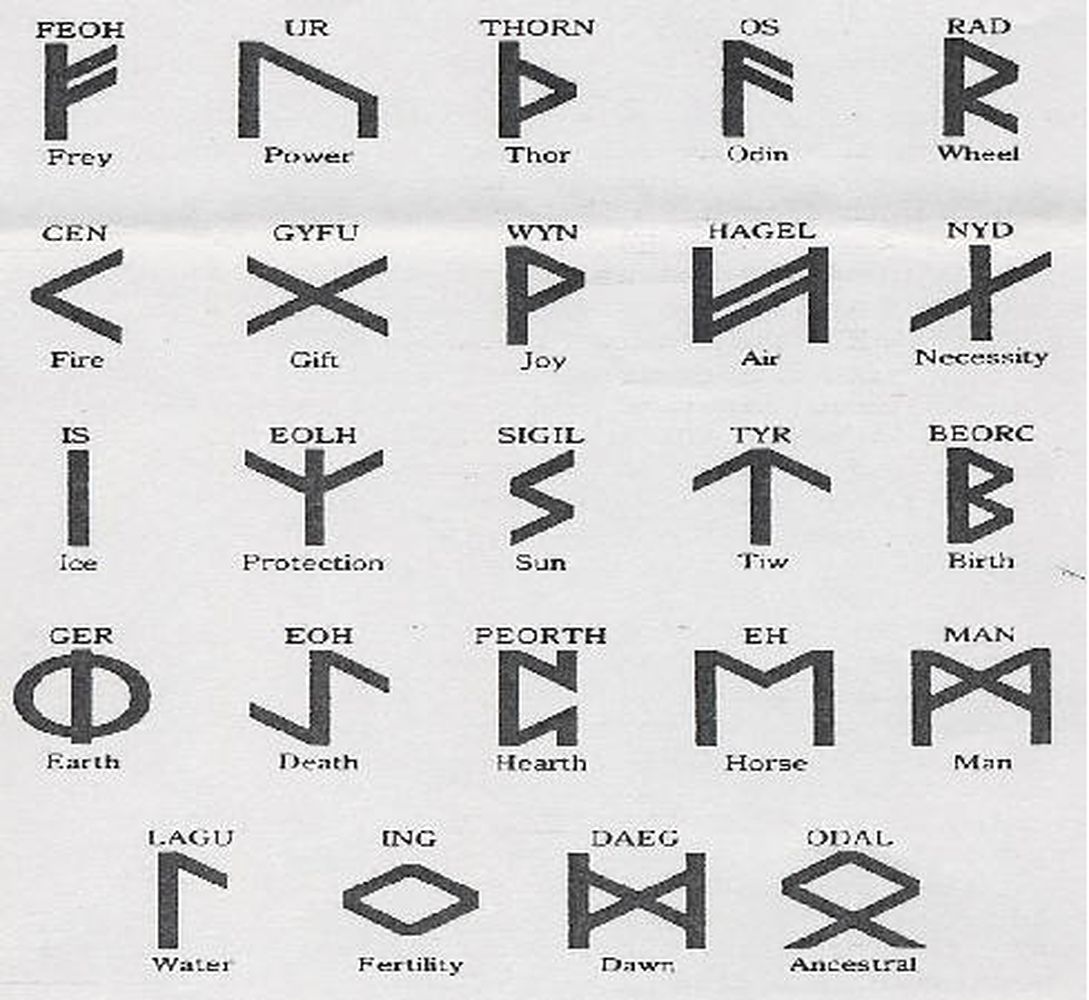 FEOH UR THORN OS RAD
ᚠ ᚢ ᚦ ᚨ ᚱ
Frey Power Thor Odin Wheel
CEN GYFU WYN HAGEL NYD
ᚲ ᚷ ᚹ ᚻ ᚾ
Fire Gift Joy Air Necessity
IS EOLH SIGIL TYR BEORC
ᛁ ᛉ ᛊ ᛏ ᛒ
Ice Protection Sun Tiw Birth
GER EOH PEORTH EH MAN
ᛄ ᛇ ᛈ ᛖ ᛗ
Earth Death Hearth Horse Man
LAGU ING DAEG ODAL
ᛚ ᛜ ᛞ ᛟ
Water Fertility Dawn Ancestral